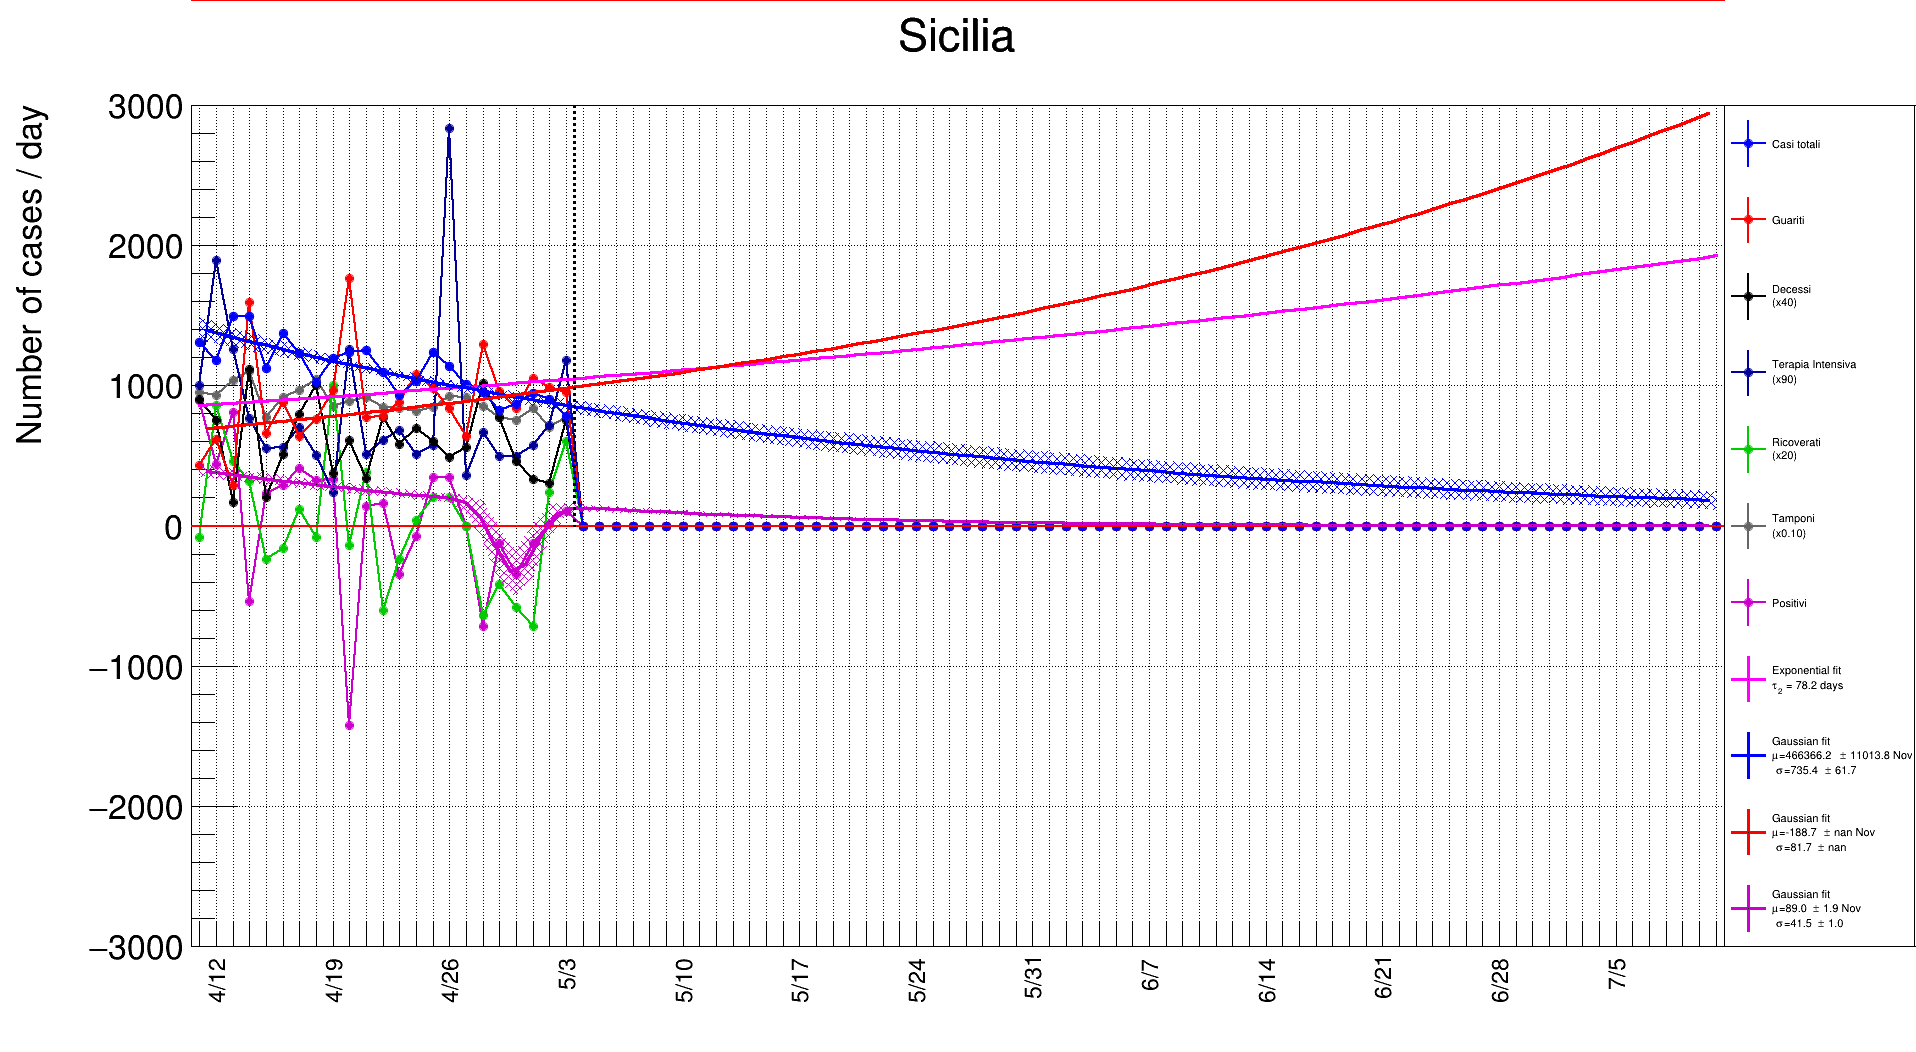 Sicilia
Number of cases / day
3000
2000
1000
0
−1000
−2000
−3000
4/12
4/19
4/26
5/3
5/10
5/17
5/24
5/31
6/7
6/14
6/21
6/28
7/5
Casi totali
Guariti
Decessi
(x40)
Terapia Intensiva
(x90)
Ricoverati
(x20)
Tamponi
(x0.10)
Positivi
Exponential fit
τ2 = 78.2 days
Gaussian fit
μ=466366.2 ± 11013.8 Nov
σ=735.4 ± 61.7
Gaussian fit
μ=-188.7 ± nan Nov
σ=81.7 ± nan
Gaussian fit
μ=89.0 ± 1.9 Nov
σ=41.5 ± 1.0